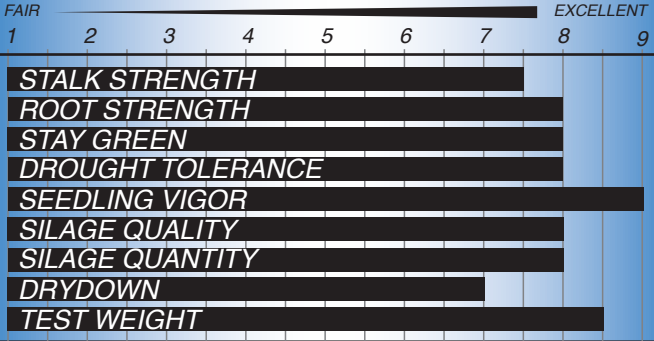 FAIR EXCELLENT
1 2 3 4 5 6 7 8 9
STALK STRENGTH
ROOT STRENGTH
STAY GREEN
DROUGHT TOLERANCE
SEEDLING VIGOR
SILAGE QUALITY
SILAGE QUANTITY
DRYDOWN
TEST WEIGHT